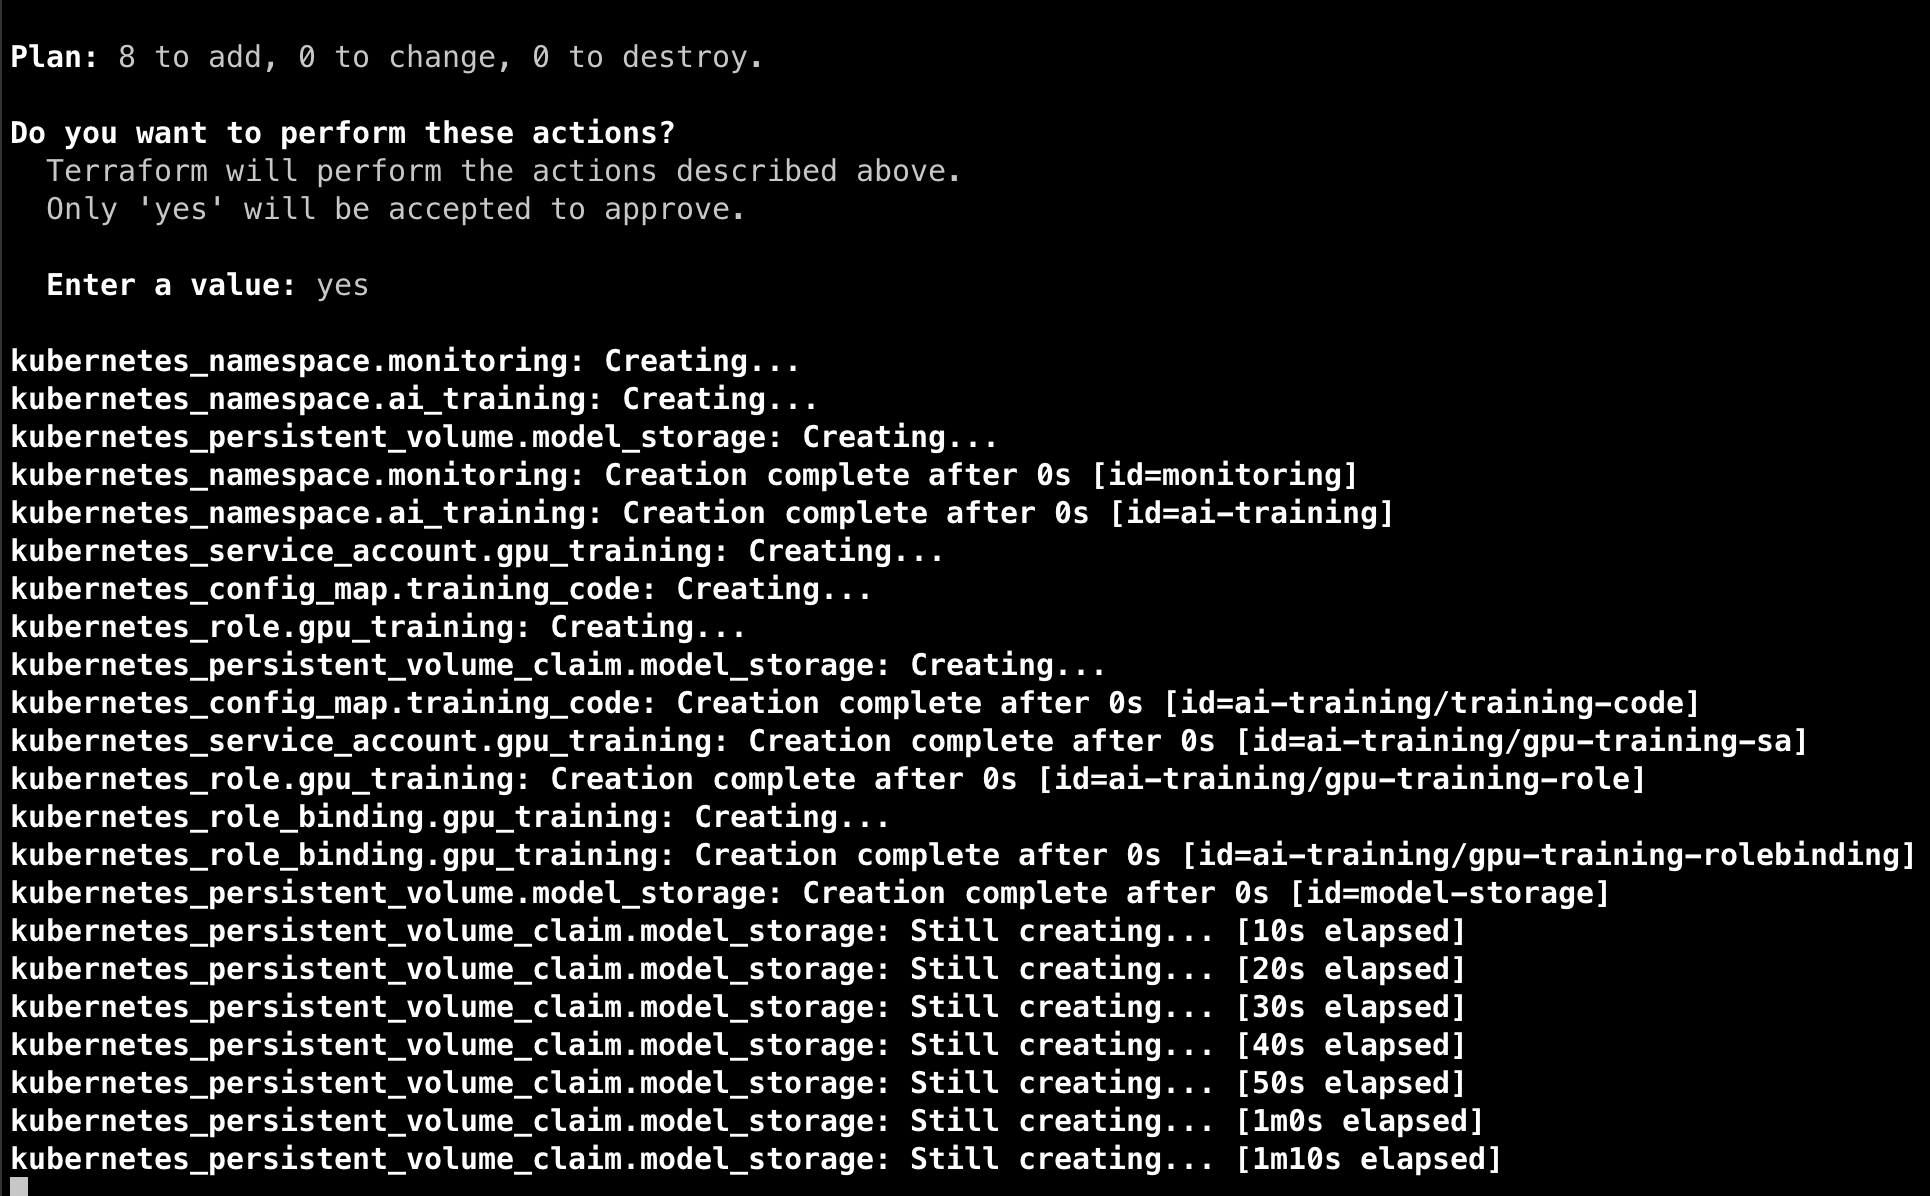 Plan: 8 to add, 0 to change, 0 to destroy.
Do you want to perform these actions?
Terraform will perform the actions described above.
Only 'yes' will be accepted to approve.
Enter a value: yes
kubernetes_namespace.monitoring: Creating...
kubernetes_namespace.ai_training: Creating...
kubernetes_persistent_volume.model_storage: Creating...
kubernetes_namespace.monitoring: Creation complete after 0s [id=monitoring]
kubernetes_namespace.ai_training: Creation complete after 0s [id=ai-training]
kubernetes_service_account.gpu_training: Creating...
kubernetes_config_map.training_code: Creating...
kubernetes_role.gpu_training: Creating...
kubernetes_persistent_volume_claim.model_storage: Creating...
kubernetes_config_map.training_code: Creation complete after 0s [id=ai-training/training-code]
kubernetes_service_account.gpu_training: Creation complete after 0s [id=ai-training/gpu-training-sa]
kubernetes_role.gpu_training: Creation complete after 0s [id=ai-training/gpu-training-role]
kubernetes_role_binding.gpu_training: Creating...
kubernetes_role_binding.gpu_training: Creation complete after 0s [id=ai-training/gpu-training-rolebinding]
kubernetes_persistent_volume.model_storage: Creation complete after 0s [id=model-storage]
kubernetes_persistent_volume_claim.model_storage: Still creating... [10s elapsed]
kubernetes_persistent_volume_claim.model_storage: Still creating... [20s elapsed]
kubernetes_persistent_volume_claim.model_storage: Still creating... [30s elapsed]
kubernetes_persistent_volume_claim.model_storage: Still creating... [40s elapsed]
kubernetes_persistent_volume_claim.model_storage: Still creating... [50s elapsed]
kubernetes_persistent_volume_claim.model_storage: Still creating... [1m0s elapsed]
kubernetes_persistent_volume_claim.model_storage: Still creating... [1m10s elapsed]